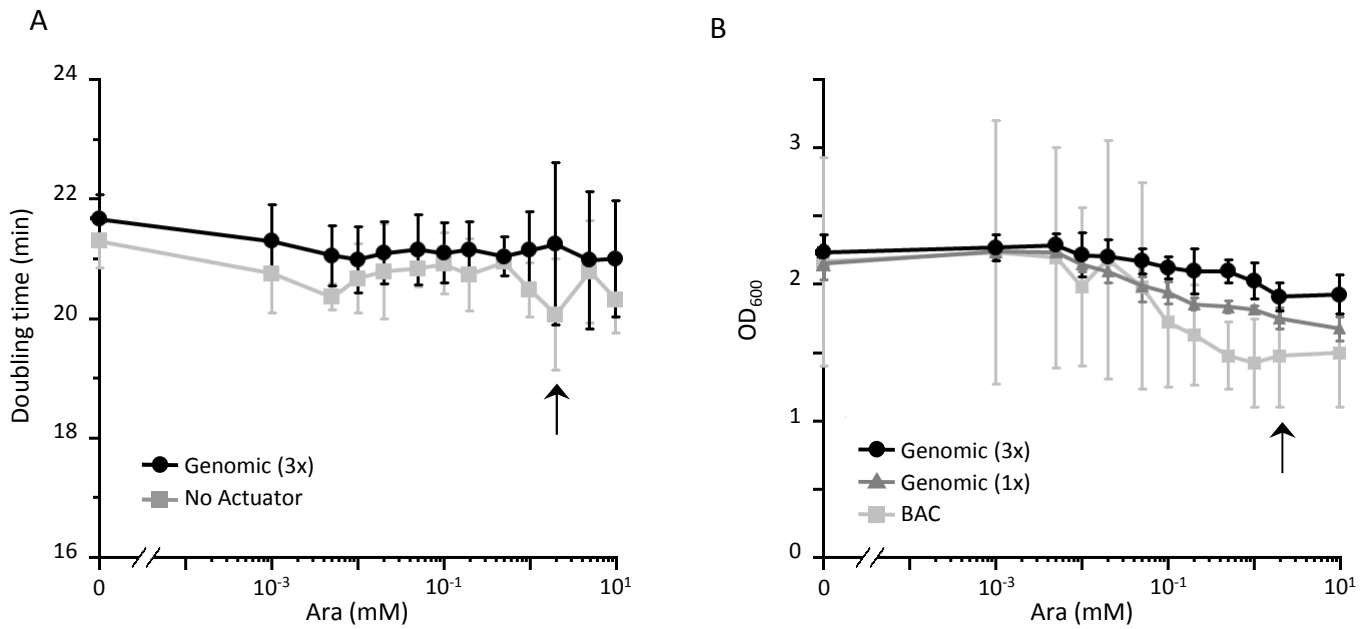 A
24
22
20
18
16
Doubling time (min)
Genomic (3x)
No Actuator
0
10⁻³
10⁻¹
10¹
Ara (mM)
B
3
2
1
0
OD₆₀₀
Genomic (3x)
Genomic (1x)
BAC
0
10⁻³
10⁻¹
10¹
Ara (mM)